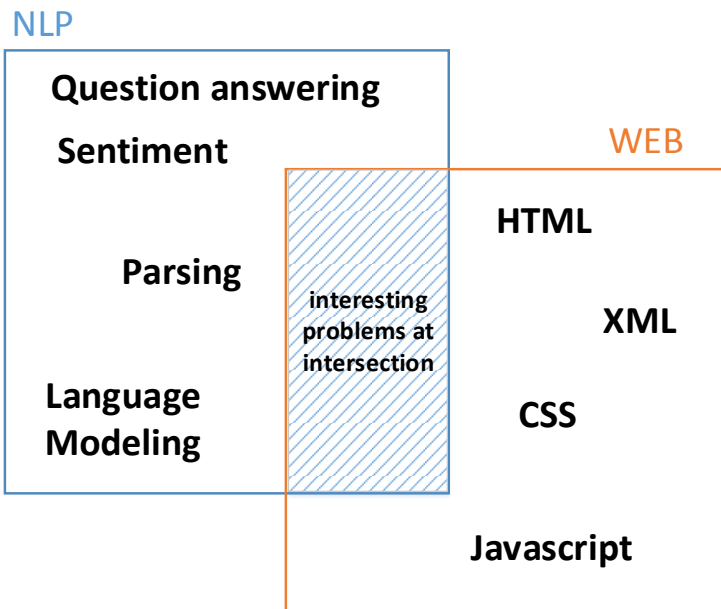 NLP
Question answering
Sentiment
WEB
HTML
Parsing
interesting
problems at
intersection
XML
Language
Modeling
CSS
Javascript